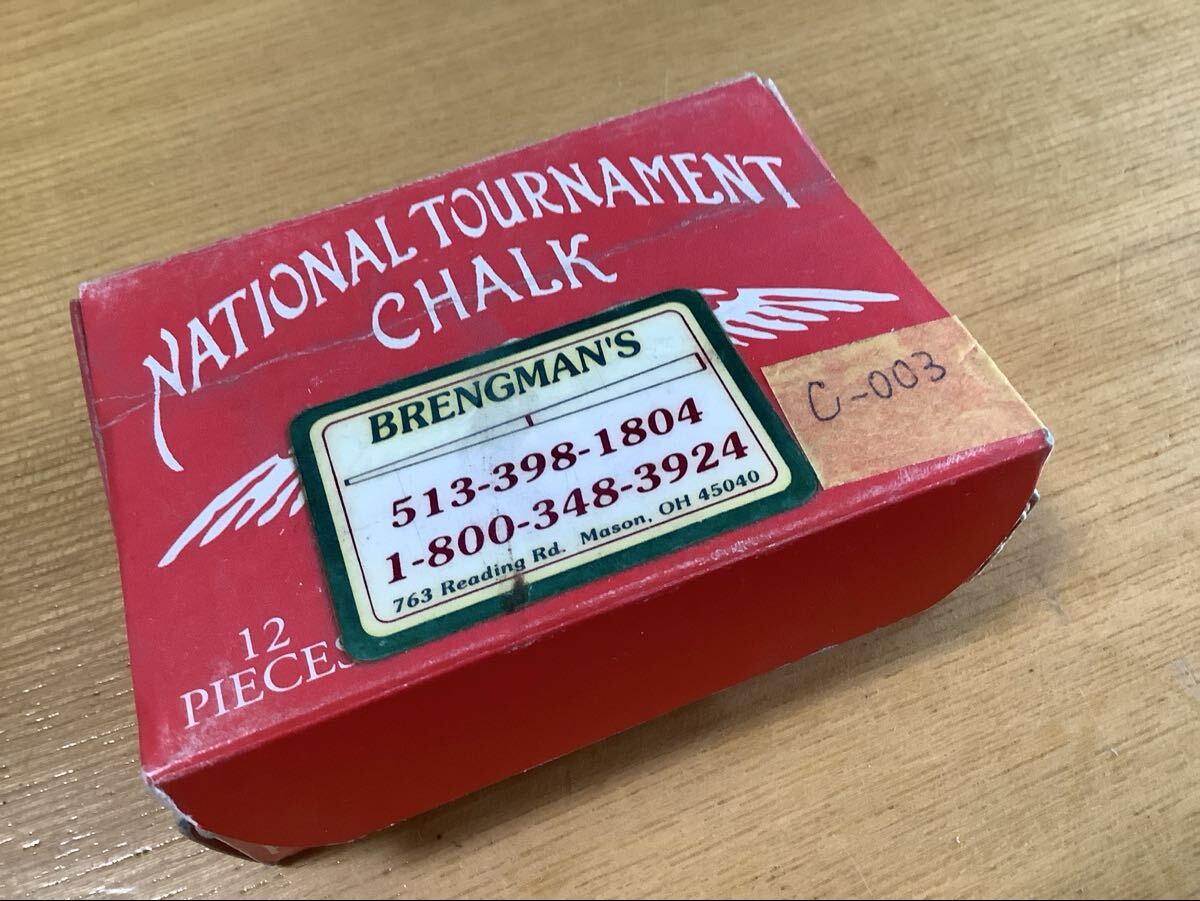 NATIONAL TOURNAMENT
CHALK
BRENGMAN'S
513-398-1804
1-800-348-3924
763 Reading Rd. Mason, OH 45040
C-003
12
PIECES